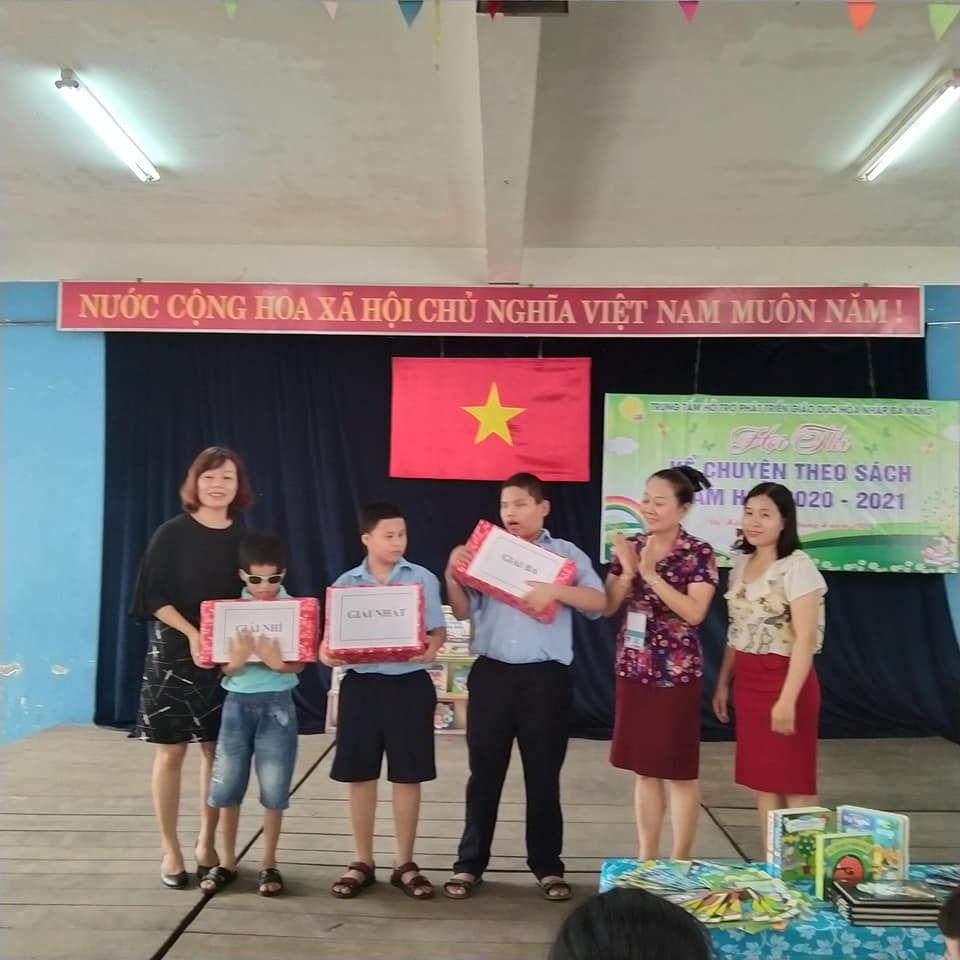 NƯỚC CỘNG HÒA XÃ HỘI CHỦ NGHĨA VIỆT NAM MUÔN NĂM !
TRUNG TÂM HỖ TRỢ PHÁT TRIỂN GIÁO DỤC HÒA NHẬP ĐÀ NẴNG
Hội Thi
KỂ CHUYỆN THEO SÁCH
2020 - 2021
GIẢI NHÌ
GIẢI NHẤT
GIẢI BA